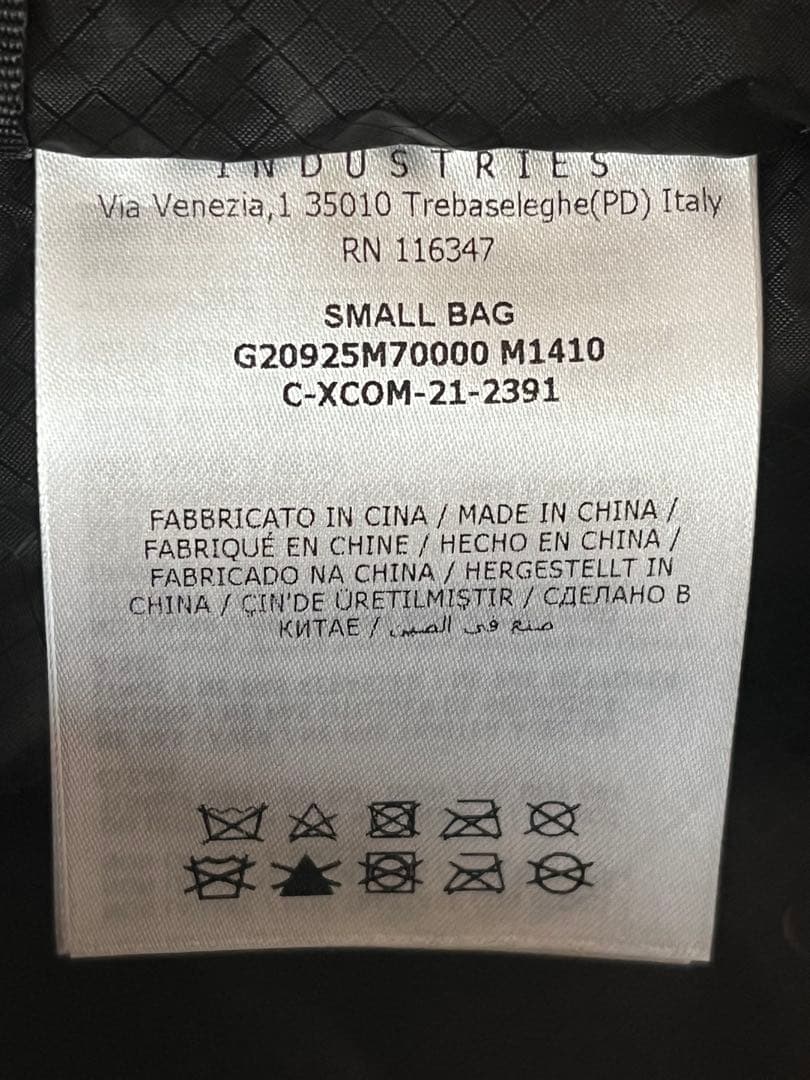 INDUSTRIES
Via Venezia,1 35010 Trebaseleghe(PD) Italy
RN 116347
SMALL BAG
G20925M70000 M1410
C-XCOM-21-2391
FABBRICATO IN CINA / MADE IN CHINA /
FABRIQUÉ EN CHINE / HECHO EN CHINA /
FABRICADO NA CHINA / HERGESTELLT IN
CHINA / ÇIN'DE ÜRETILMIŞTIR / СДЕЛАНО В
КИТАЕ / صنع في الصين